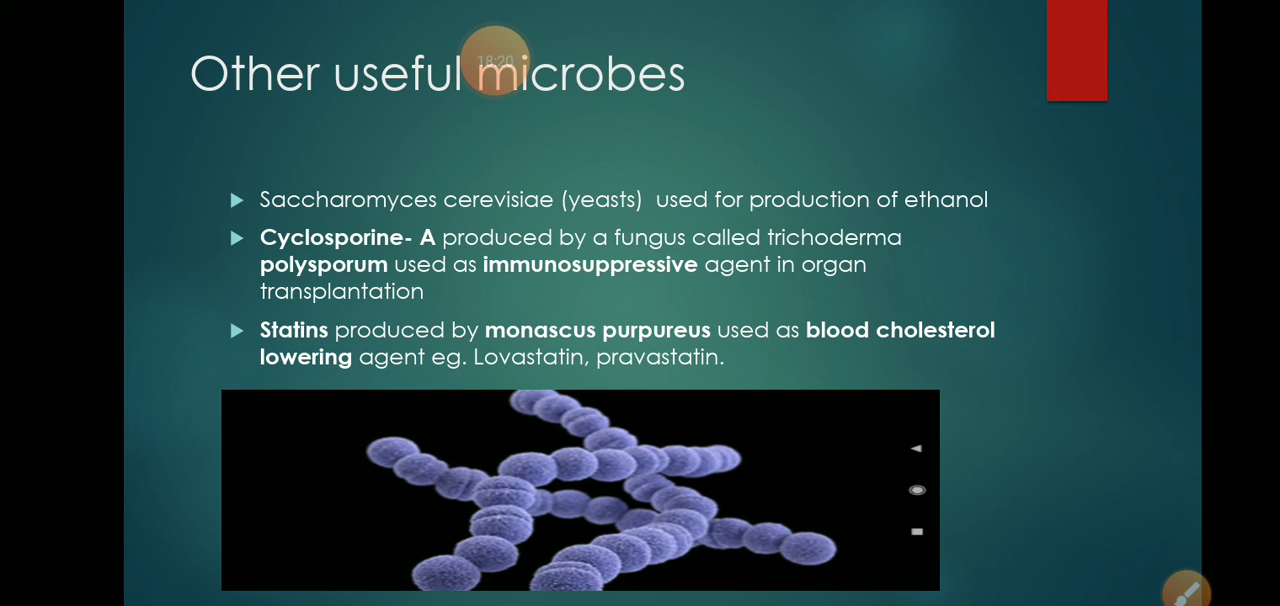 Other useful microbes
18:20
Saccharomyces cerevisiae (yeasts)  used for production of ethanol
Cyclosporine- A produced by a fungus called trichoderma
polysporum used as immunosuppressive agent in organ
transplantation
Statins produced by monascus purpureus used as blood cholesterol
lowering agent eg. Lovastatin, pravastatin.